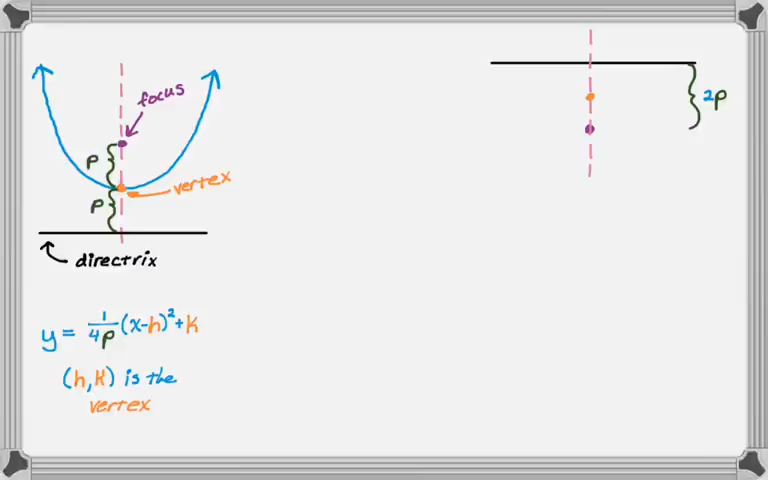 focus
P
vertex
P
directrix
y = 1/4p (x-h)² + k
(h, k) is the
vertex
2p